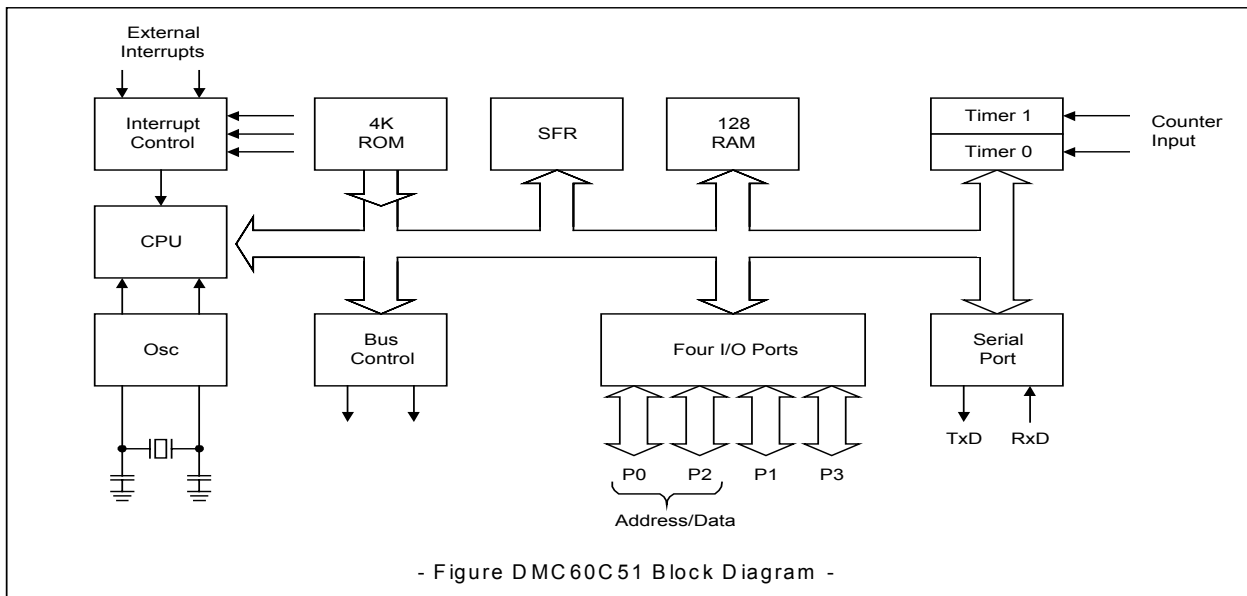 External
Interrupts
Interrupt
Control
4K
ROM
SFR
128
RAM
Timer 1
Timer 0
Counter
Input
CPU
Osc
Bus
Control
Four I/O Ports
Serial
Port
TxD
RxD
P0
P2
P1
P3
Address/Data
- Figure DMC60C51 Block Diagram -